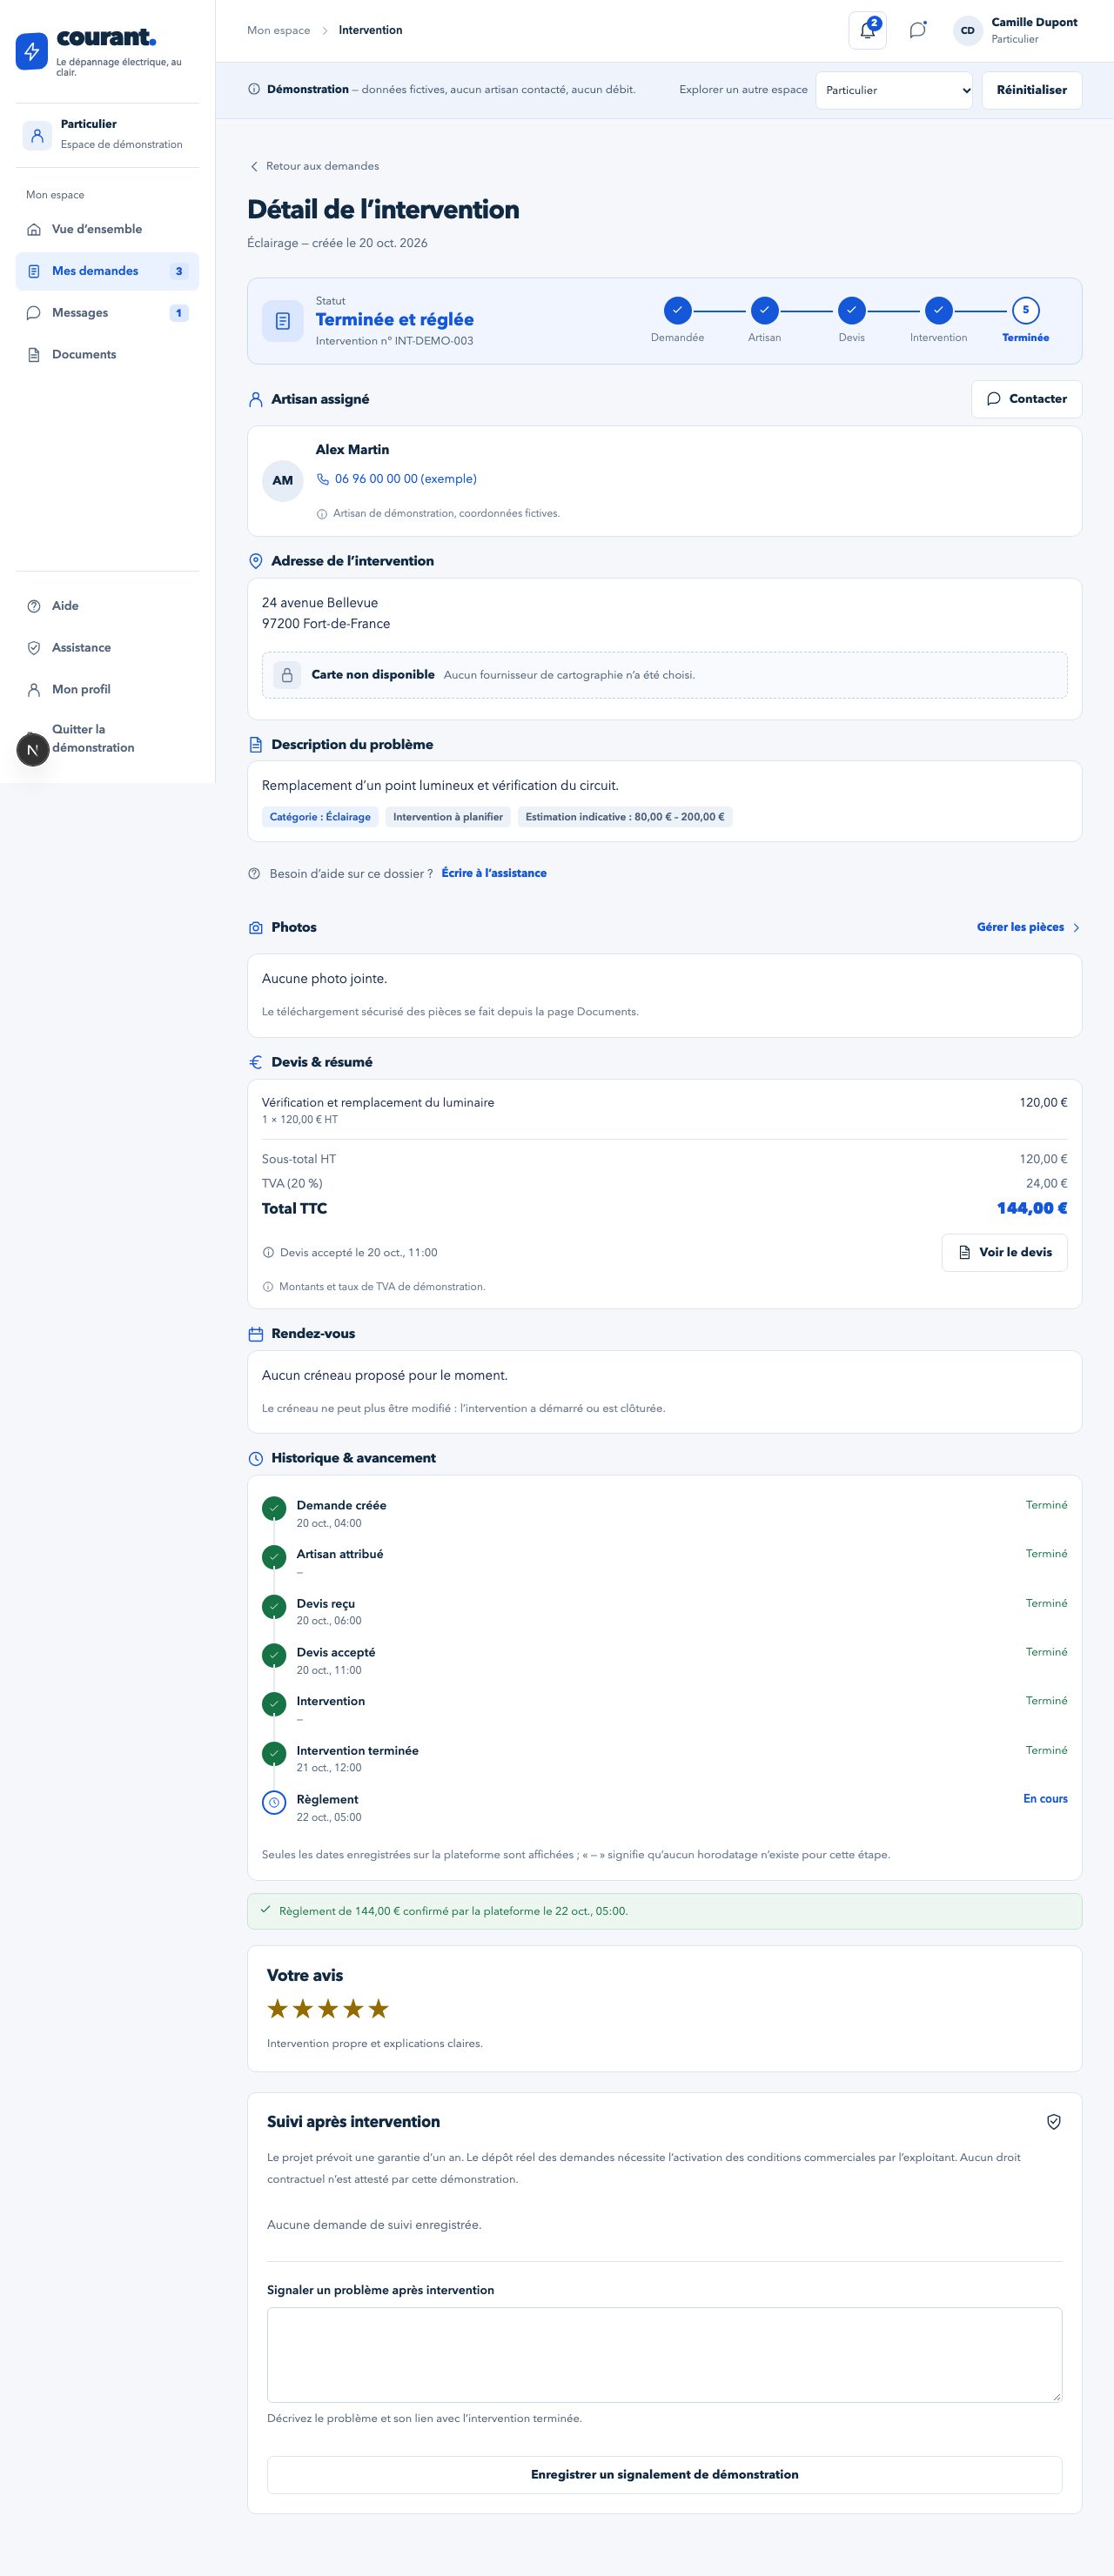 courant.
Le dépannage électrique, au
clair.
Particulier
Espace de démonstration
Mon espace
Vue d’ensemble
Mes demandes 3
Messages 1
Documents
Aide
Assistance
Mon profil
Quitter la
démonstration
N
Mon espace > Intervention
2
CD
Camille Dupont
Particulier
Démonstration – données fictives, aucun artisan contacté, aucun débit.
Explorer un autre espace
Particulier
Réinitialiser
Retour aux demandes
Détail de l’intervention
Éclairage – créée le 20 oct. 2026
Statut
Terminée et réglée
Intervention n° INT-DEMO-003
5
Demandée Artisan Devis Intervention Terminée
Artisan assigné
Contacter
AM
Alex Martin
06 96 00 00 00 (exemple)
Artisan de démonstration, coordonnées fictives.
Adresse de l’intervention
24 avenue Bellevue
97200 Fort-de-France
Carte non disponible Aucun fournisseur de cartographie n’a été choisi.
Description du problème
Remplacement d’un point lumineux et vérification du circuit.
Catégorie : Éclairage Intervention à planifier Estimation indicative : 80,00 € – 200,00 €
Besoin d’aide sur ce dossier ? Écrire à l’assistance
Photos
Gérer les pièces
Aucune photo jointe.
Le téléchargement sécurisé des pièces se fait depuis la page Documents.
Devis & résumé
Vérification et remplacement du luminaire 120,00 €
1 × 120,00 € HT
Sous-total HT 120,00 €
TVA (20 %) 24,00 €
Total TTC 144,00 €
Devis accepté le 20 oct., 11:00
Voir le devis
Montants et taux de TVA de démonstration.
Rendez-vous
Aucun créneau proposé pour le moment.
Le créneau ne peut plus être modifié : l’intervention a démarré ou est clôturée.
Historique & avancement
Demande créée Terminé
20 oct., 04:00
Artisan attribué Terminé
–
Devis reçu Terminé
20 oct., 06:00
Devis accepté Terminé
20 oct., 11:00
Intervention Terminé
–
Intervention terminée Terminé
21 oct., 12:00
Règlement En cours
22 oct., 05:00
Seules les dates enregistrées sur la plateforme sont affichées ; « – » signifie qu’aucun horodatage n’existe pour cette étape.
Règlement de 144,00 € confirmé par la plateforme le 22 oct., 05:00.
Votre avis
★★★★★
Intervention propre et explications claires.
Suivi après intervention
Le projet prévoit une garantie d’un an. Le dépôt réel des demandes nécessite l’activation des conditions commerciales par l’exploitant. Aucun droit
contractuel n’est attesté par cette démonstration.
Aucune demande de suivi enregistrée.
Signaler un problème après intervention
Décrivez le problème et son lien avec l’intervention terminée.
Enregistrer un signalement de démonstration